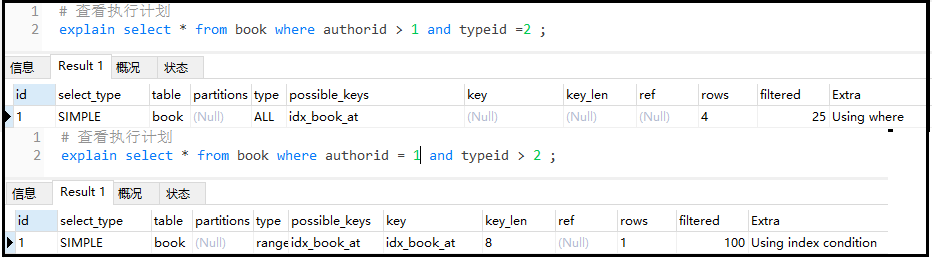 1 # 查看执行计划
2 explain select * from book where authorid > 1 and typeid =2 ;
信息 Result 1 概况 状态
id select_type table partitions type possible_keys key key_len ref rows filtered Extra
1 SIMPLE book (Null) ALL idx_book_at (Null) (Null) (Null) 4 25 Using where
1 # 查看执行计划
2 explain select * from book where authorid = 1 and typeid > 2 ;
信息 Result 1 概况 状态
id select_type table partitions type possible_keys key key_len ref rows filtered Extra
1 SIMPLE book (Null) range idx_book_at idx_book_at 8 (Null) 1 100 Using index condition